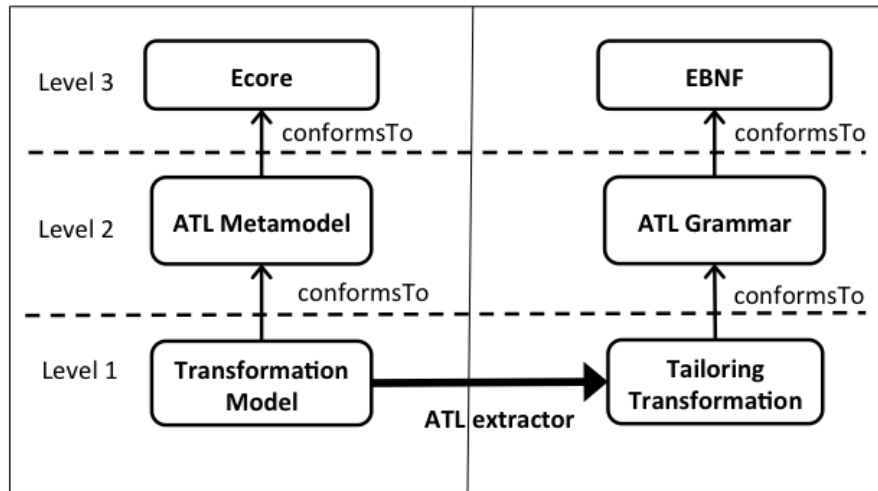 Level 3
Ecore
EBNF
conformsTo
conformsTo
Level 2
ATL Metamodel
ATL Grammar
conformsTo
conformsTo
Level 1
Transformation
Model
Tailoring
Transformation
ATL extractor